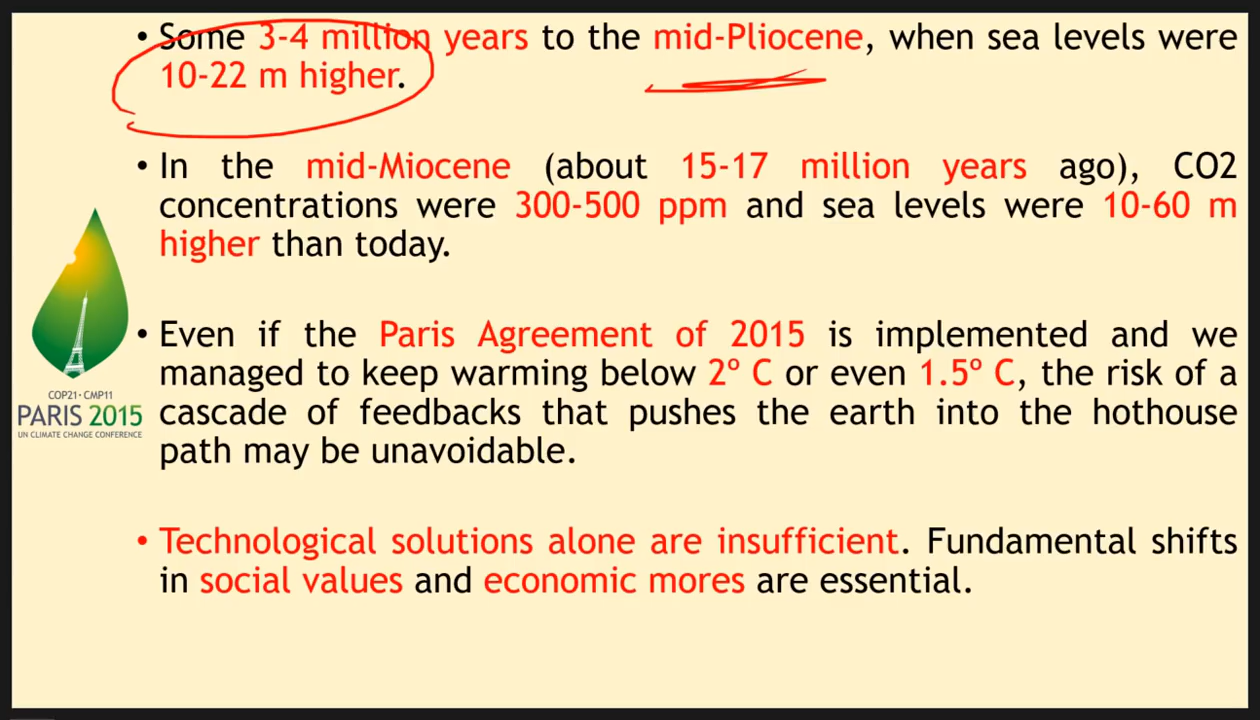 • Some 3-4 million years to the mid-Pliocene, when sea levels were
10-22 m higher.
• In the mid-Miocene (about 15-17 million years ago), CO2
concentrations were 300-500 ppm and sea levels were 10-60 m
higher than today.
• Even if the Paris Agreement of 2015 is implemented and we
managed to keep warming below 2º C or even 1.5º C, the risk of a
cascade of feedbacks that pushes the earth into the hothouse
path may be unavoidable.
• Technological solutions alone are insufficient. Fundamental shifts
in social values and economic mores are essential.
COP21·CMP11
PARIS 2015
UN CLIMATE CHANGE CONFERENCE